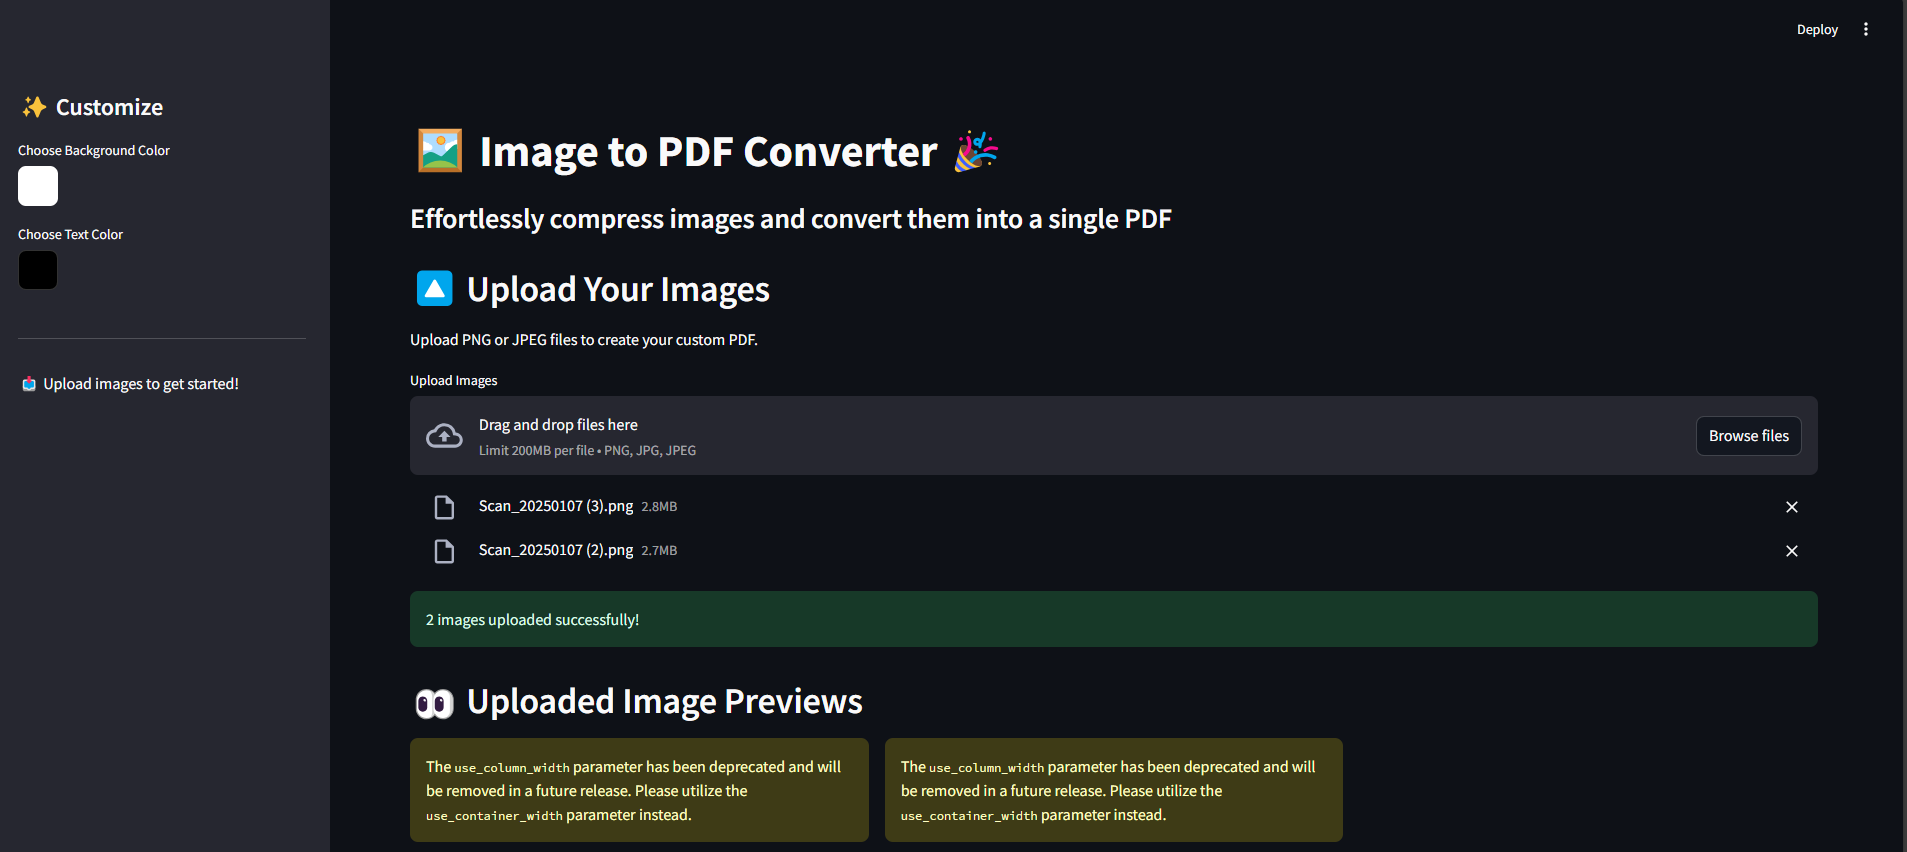 Deploy
✨ Customize
Choose Background Color
Choose Text Color
📩 Upload images to get started!
🖼️ Image to PDF Converter 🎉
Effortlessly compress images and convert them into a single PDF
🔼 Upload Your Images
Upload PNG or JPEG files to create your custom PDF.
Upload Images
Drag and drop files here
Limit 200MB per file • PNG, JPG, JPEG
Browse files
Scan_20250107 (3).png 2.8MB
Scan_20250107 (2).png 2.7MB
2 images uploaded successfully!
👀 Uploaded Image Previews
The use_column_width parameter has been deprecated and will
be removed in a future release. Please utilize the
use_container_width parameter instead.
The use_column_width parameter has been deprecated and will
be removed in a future release. Please utilize the
use_container_width parameter instead.